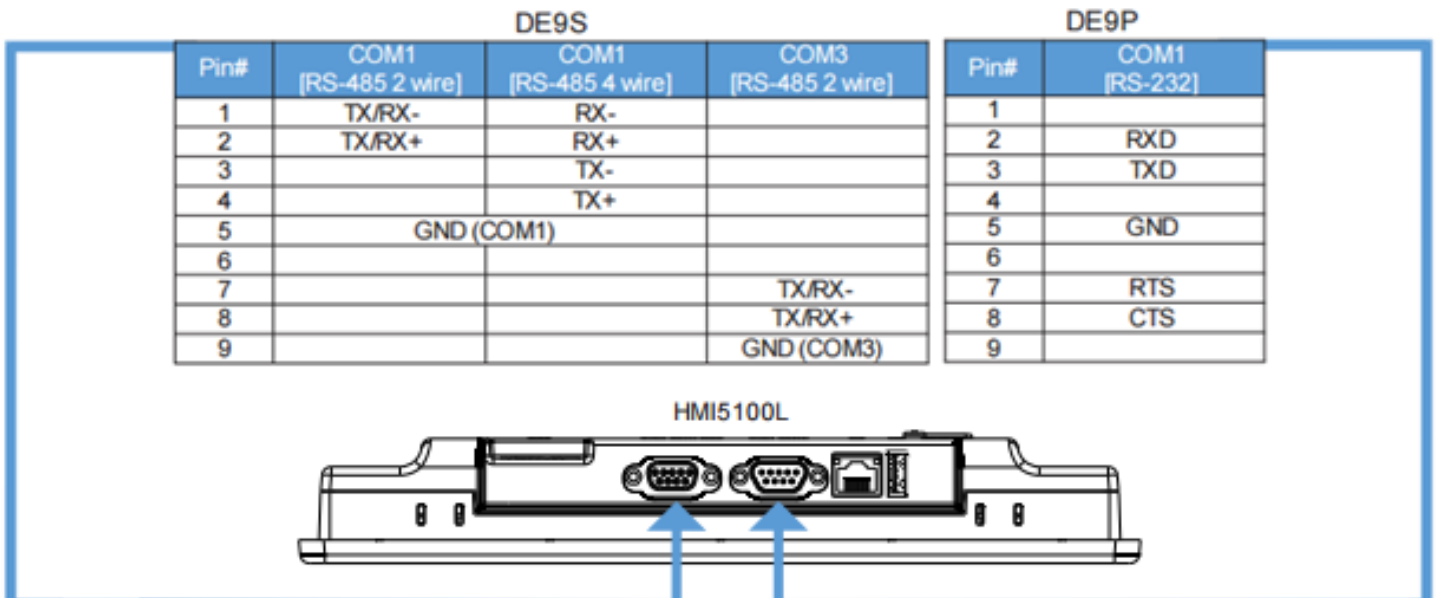 DE9S DE9P
Pin# COM1 [RS-485 2 wire] COM1 [RS-485 4 wire] COM3 [RS-485 2 wire] Pin# COM1 [RS-232]
1 TX/RX- RX- 1
2 TX/RX+ RX+ 2 RXD
3 TX- 3 TXD
4 TX+ 4
5 GND (COM1) 5 GND
6 6
7 TX/RX- 7 RTS
8 TX/RX+ 8 CTS
9 GND (COM3) 9
HMI5100L